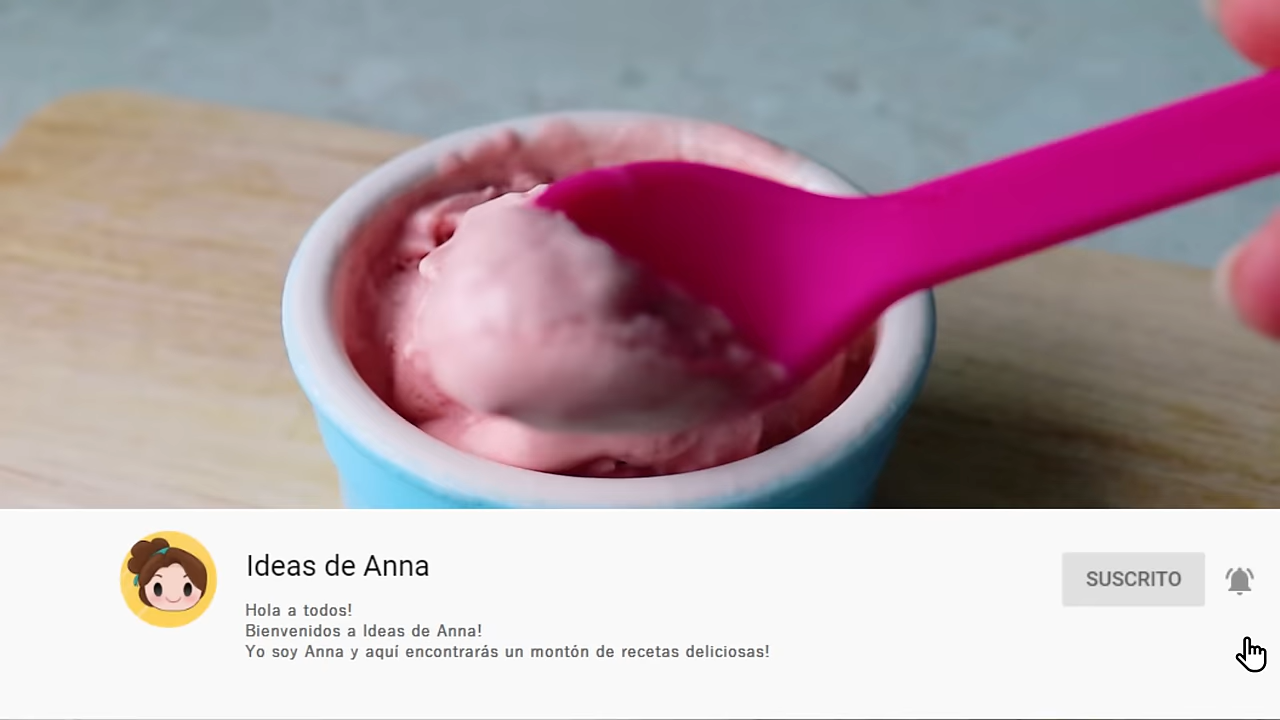 Ideas de Anna
SUSCRITO
Hola a todos!
Bienvenidos a Ideas de Anna!
Yo soy Anna y aquí encontrarás un montón de recetas deliciosas!